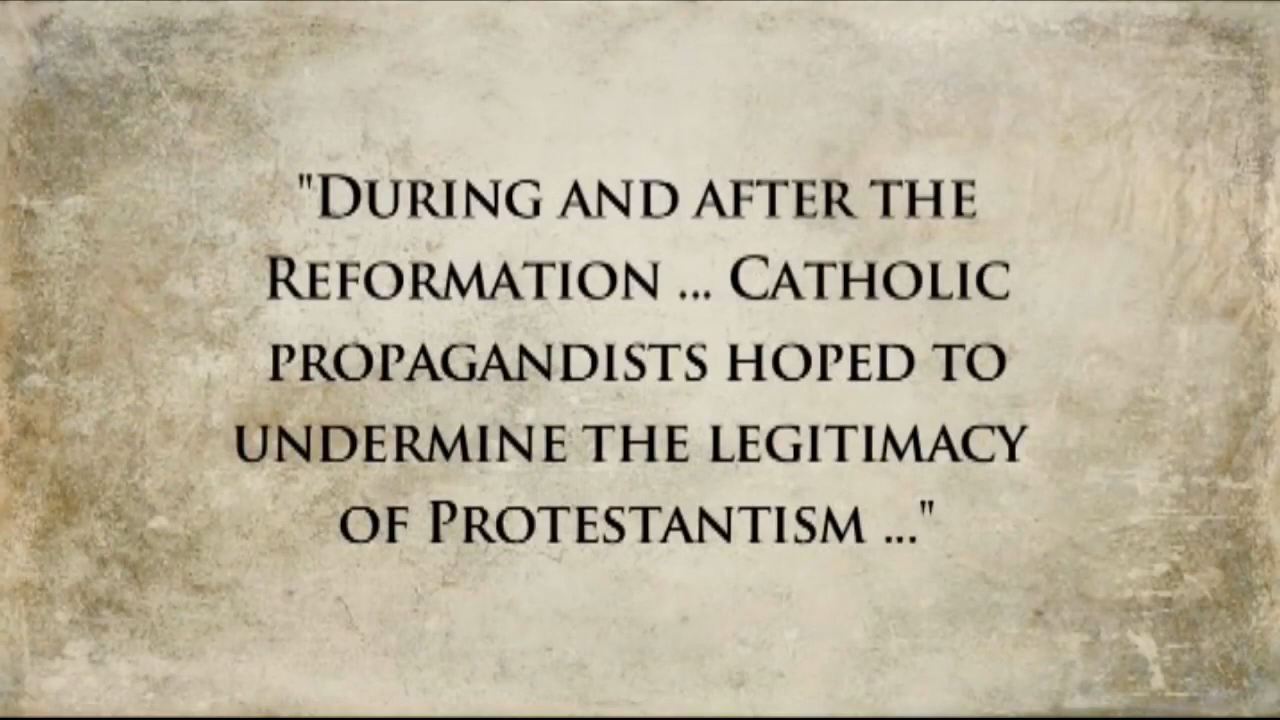 "During and after the
Reformation ... Catholic
propagandists hoped to
undermine the legitimacy
of Protestantism ..."